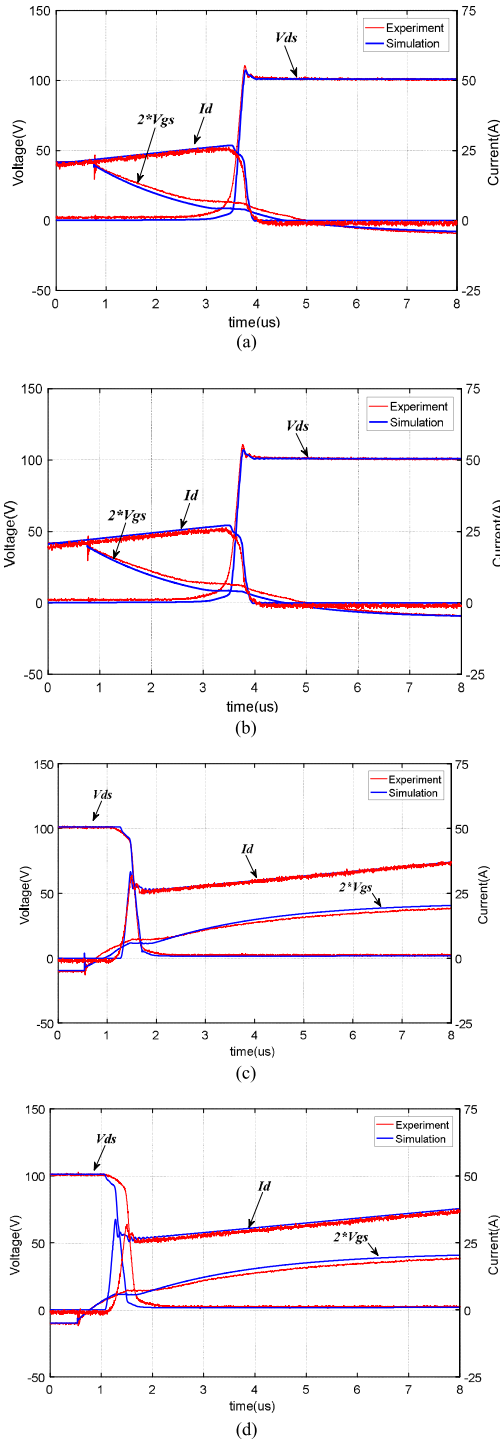 150
75
Experiment
Simulation
Vds
100
50
2*Vgs
Id
50
25
0
0
-50
-25
Voltage(V)
Current(A)
0 1 2 3 4 5 6 7 8
time(us)
(a)
150
75
Experiment
Simulation
Vds
100
50
2*Vgs
Id
50
25
0
0
-50
-25
Voltage(V)
Current(A)
0 1 2 3 4 5 6 7 8
time(us)
(b)
150
75
Experiment
Simulation
Vds
100
50
Id
2*Vgs
50
25
0
0
-50
-25
Voltage(V)
Current(A)
0 1 2 3 4 5 6 7 8
time(us)
(c)
150
75
Experiment
Simulation
Vds
100
50
Id
2*Vgs
50
25
0
0
-50
-25
Voltage(V)
Current(A)
0 1 2 3 4 5 6 7 8
time(us)
(d)